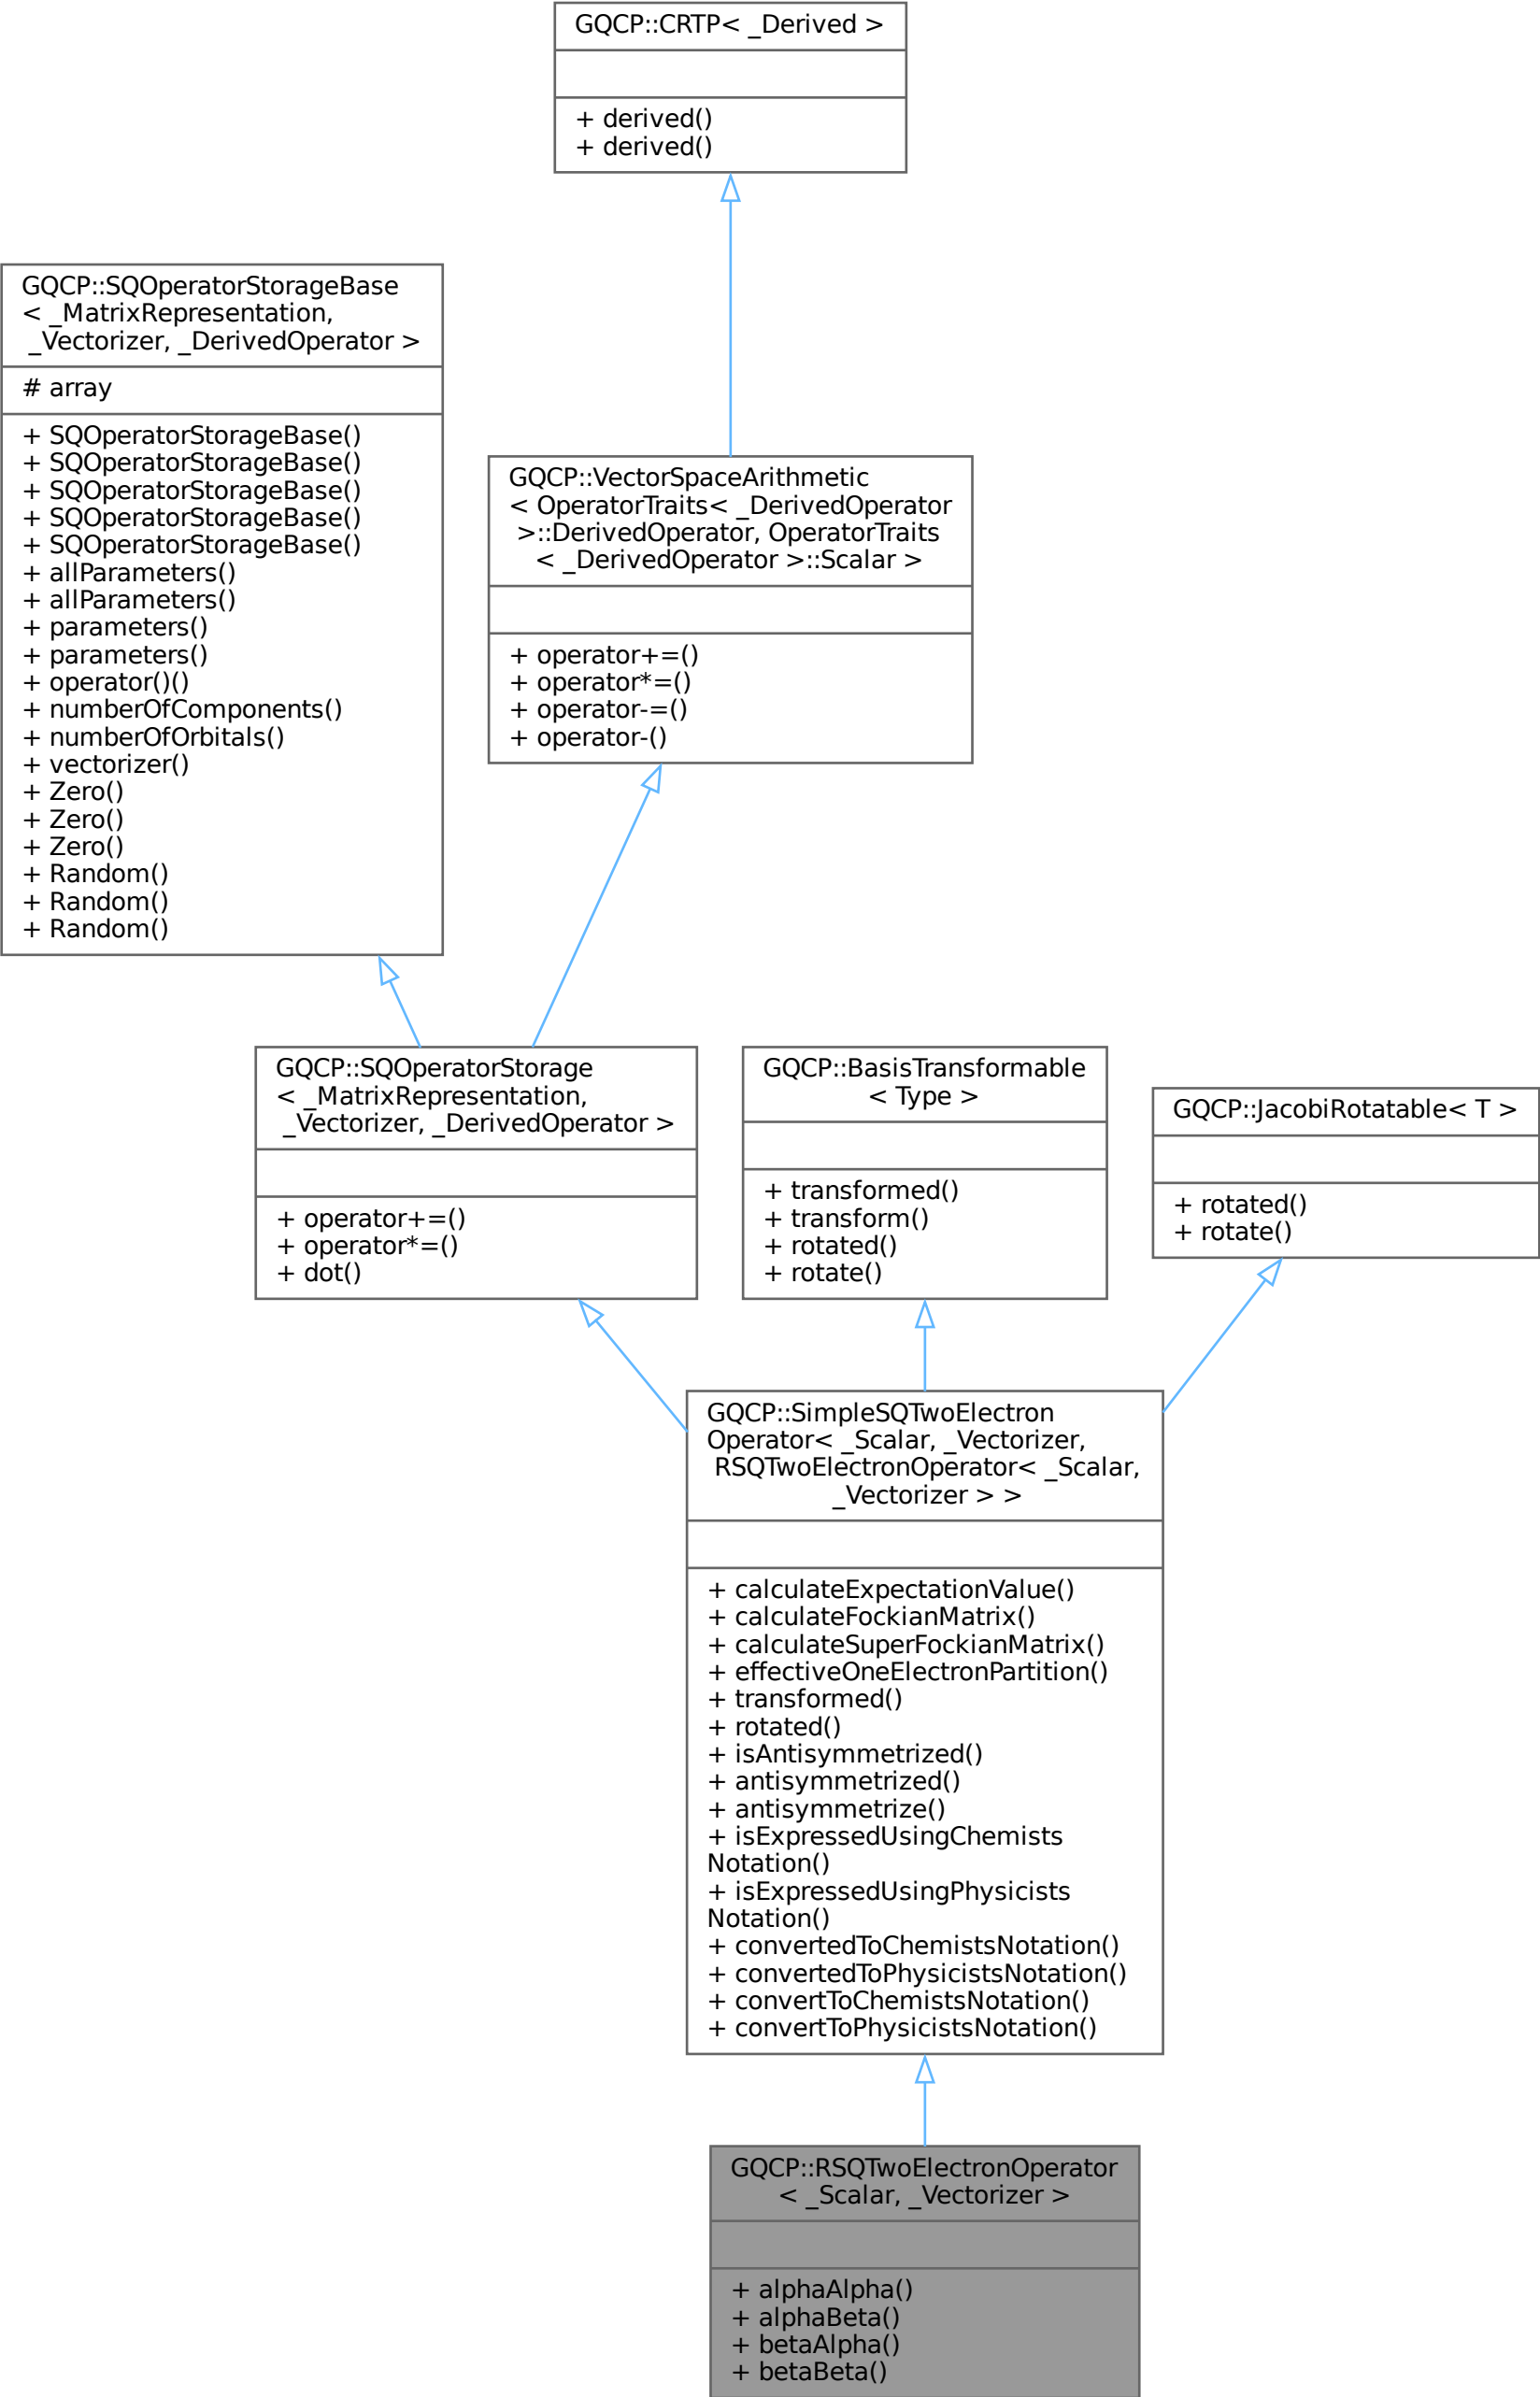 GQCP::CRTP< _Derived >
+ derived()
+ derived()
GQCP::SQOperatorStorageBase
< _MatrixRepresentation,
_Vectorizer, _DerivedOperator >
# array
+ SQOperatorStorageBase()
+ SQOperatorStorageBase()
+ SQOperatorStorageBase()
+ SQOperatorStorageBase()
+ SQOperatorStorageBase()
+ allParameters()
+ allParameters()
+ parameters()
+ parameters()
+ operator()()
+ numberOfComponents()
+ numberOfOrbitals()
+ vectorizer()
+ Zero()
+ Zero()
+ Zero()
+ Random()
+ Random()
+ Random()
GQCP::VectorSpaceArithmetic
< OperatorTraits< _DerivedOperator
>::DerivedOperator, OperatorTraits
< _DerivedOperator >::Scalar >
+ operator+=()
+ operator*=()
+ operator-=()
+ operator-()
GQCP::SQOperatorStorage
< _MatrixRepresentation,
_Vectorizer, _DerivedOperator >
+ operator+=()
+ operator*=()
+ dot()
GQCP::BasisTransformable
< Type >
+ transformed()
+ transform()
+ rotated()
+ rotate()
GQCP::JacobiRotatable< T >
+ rotated()
+ rotate()
GQCP::SimpleSQTwoElectron
Operator< _Scalar, _Vectorizer,
RSQTwoElectronOperator< _Scalar,
_Vectorizer > >
+ calculateExpectationValue()
+ calculateFockianMatrix()
+ calculateSuperFockianMatrix()
+ effectiveOneElectronPartition()
+ transformed()
+ rotated()
+ isAntisymmetrized()
+ antisymmetrized()
+ antisymmetrize()
+ isExpressedUsingChemists
Notation()
+ isExpressedUsingPhysicists
Notation()
+ convertedToChemistsNotation()
+ convertedToPhysicistsNotation()
+ convertToChemistsNotation()
+ convertToPhysicistsNotation()
GQCP::RSQTwoElectronOperator
< _Scalar, _Vectorizer >
+ alphaAlpha()
+ alphaBeta()
+ betaAlpha()
+ betaBeta()